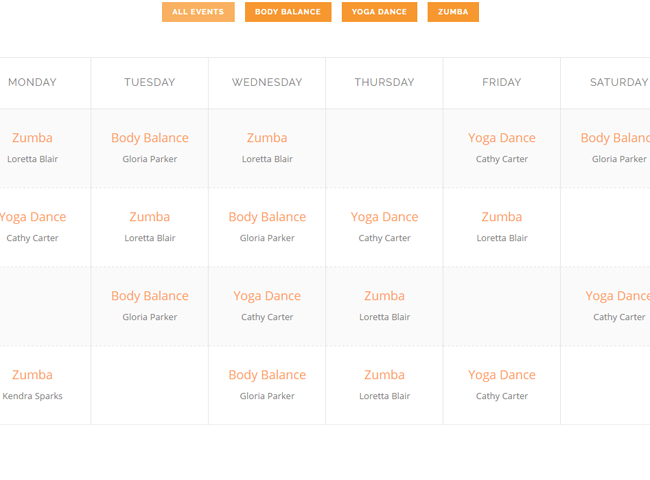 ALL EVENTS BODY BALANCE YOGA DANCE ZUMBA
MONDAY TUESDAY WEDNESDAY THURSDAY FRIDAY SATURDAY
Zumba Body Balance Zumba Yoga Dance Body Balanc
Loretta Blair Gloria Parker Loretta Blair Cathy Carter Gloria Parker
Yoga Dance Zumba Body Balance Yoga Dance Zumba
Cathy Carter Loretta Blair Gloria Parker Cathy Carter Loretta Blair
Body Balance Yoga Dance Zumba Yoga Dance
Gloria Parker Cathy Carter Loretta Blair Cathy Carter
Zumba Body Balance Zumba Yoga Dance
Kendra Sparks Gloria Parker Loretta Blair Cathy Carter